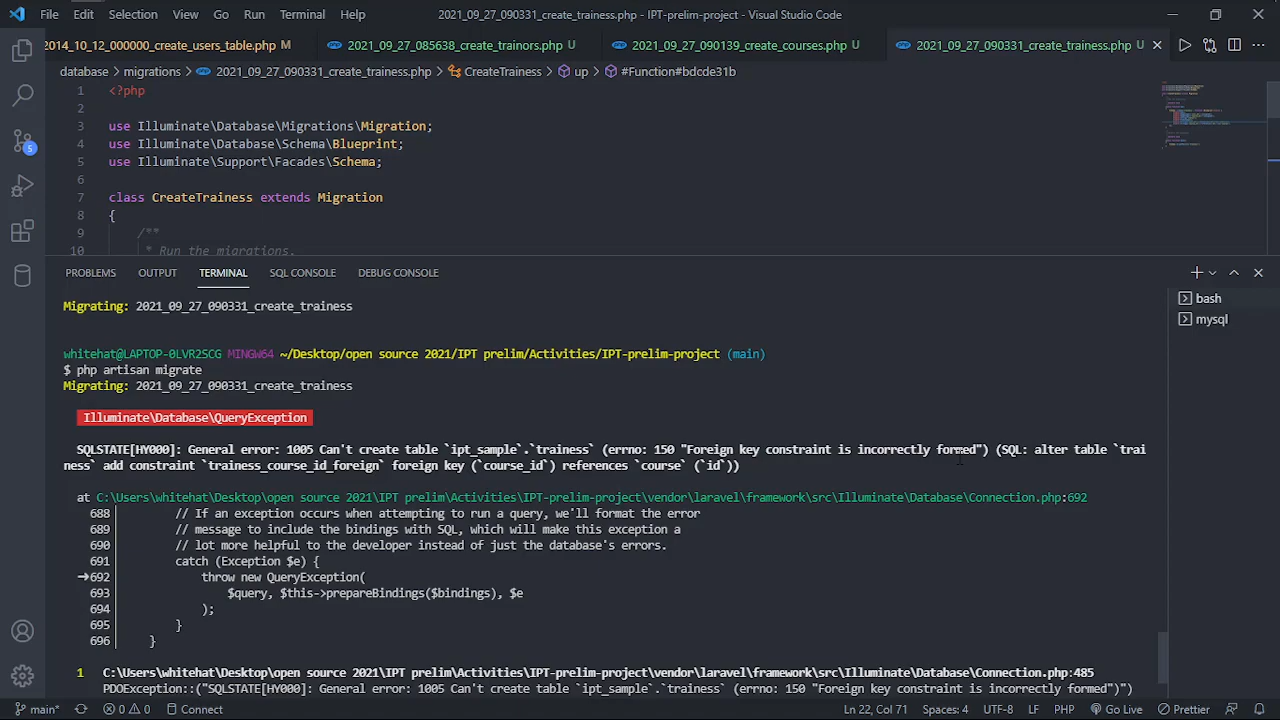 File Edit Selection View Go Run Terminal Help 2021_09_27_090331_create_trainess.php - IPT-prelim-project - Visual Studio Code
2014_10_12_000000_create_users_table.php M 2021_09_27_085638_create_trainors.php U 2021_09_27_090139_create_courses.php U 2021_09_27_090331_create_trainess.php U
database > migrations > 2021_09_27_090331_create_trainess.php > CreateTrainess > up > #Function#bdcde31b
1 <?php
2
3 use Illuminate\Database\Migrations\Migration;
4 use Illuminate\Database\Schema\Blueprint;
5 use Illuminate\Support\Facades\Schema;
6
7 class CreateTrainess extends Migration
8 {
9 /**
10 * Run the migrations.
PROBLEMS OUTPUT TERMINAL SQL CONSOLE DEBUG CONSOLE
bash
mysql
Migrating: 2021_09_27_090331_create_trainess
whitehat@LAPTOP-0LVR2SCG MINGW64 ~/Desktop/open source 2021/IPT prelim/Activities/IPT-prelim-project (main)
$ php artisan migrate
Migrating: 2021_09_27_090331_create_trainess
Illuminate\Database\QueryException
SQLSTATE[HY000]: General error: 1005 Can't create table `ipt_sample`.`trainess` (errno: 150 "Foreign key constraint is incorrectly formed") (SQL: alter table `trai
ness` add constraint `trainess_course_id_foreign` foreign key (`course_id`) references `course` (`id`))
at C:\Users\whitehat\Desktop\open source 2021\IPT prelim\Activities\IPT-prelim-project\vendor\laravel\framework\src\Illuminate\Database\Connection.php:692
688 // If an exception occurs when attempting to run a query, we'll format the error
689 // message to include the bindings with SQL, which will make this exception a
690 // lot more helpful to the developer instead of just the database's errors.
691 catch (Exception $e) {
➔692 throw new QueryException(
693 $query, $this->prepareBindings($bindings), $e
694 );
695 }
696 }
1 C:\Users\whitehat\Desktop\open source 2021\IPT prelim\Activities\IPT-prelim-project\vendor\laravel\framework\src\Illuminate\Database\Connection.php:485
PDOException::("SQLSTATE[HY000]: General error: 1005 Can't create table `ipt_sample`.`trainess` (errno: 150 "Foreign key constraint is incorrectly formed")")
5
main* 0 0 Connect Ln 22, Col 71 Spaces: 4 UTF-8 LF PHP Go Live Prettier